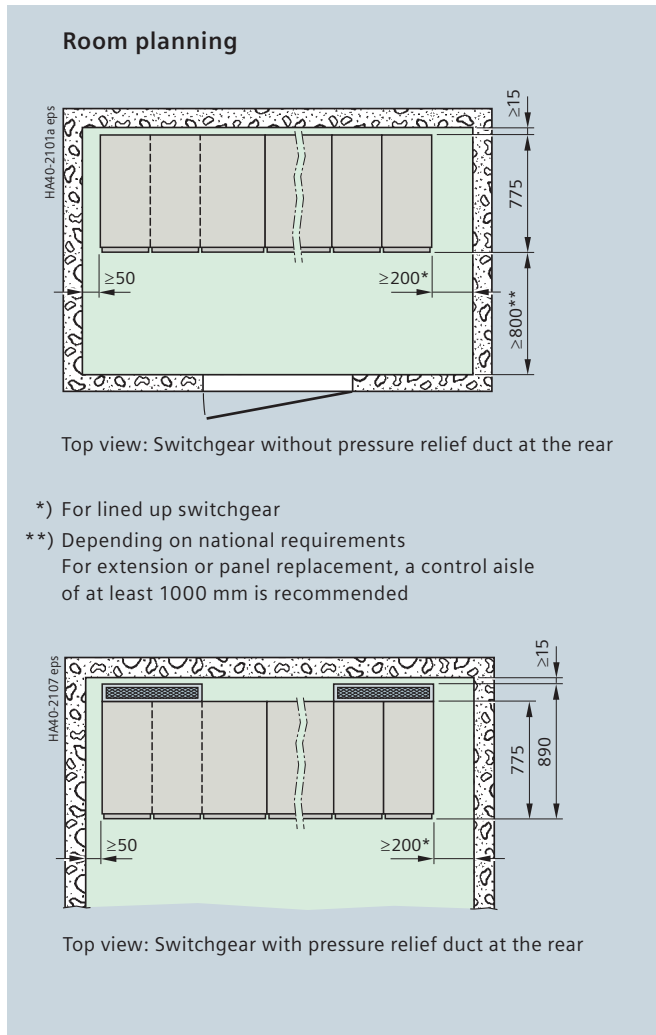 Room planning
HA40-2101a eps
≥15
775
≥50
≥200*
≥800**
Top view: Switchgear without pressure relief duct at the rear
*) For lined up switchgear
**) Depending on national requirements
For extension or panel replacement, a control aisle
of at least 1000 mm is recommended
HA40-2107 eps
≥15
775
890
≥50
≥200*
Top view: Switchgear with pressure relief duct at the rear